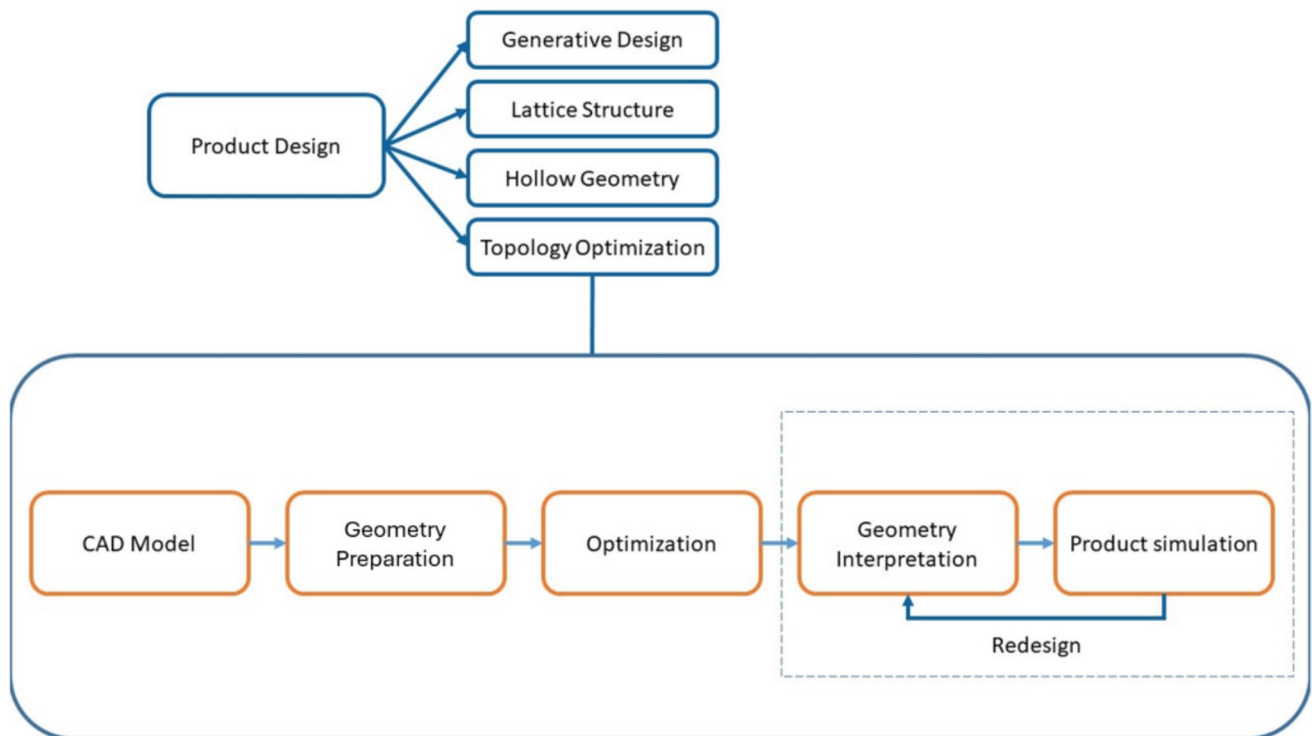 Generative Design
Lattice Structure
Product Design
Hollow Geometry
Topology Optimization
CAD Model
Geometry
Preparation
Optimization
Geometry
Interpretation
Product simulation
Redesign